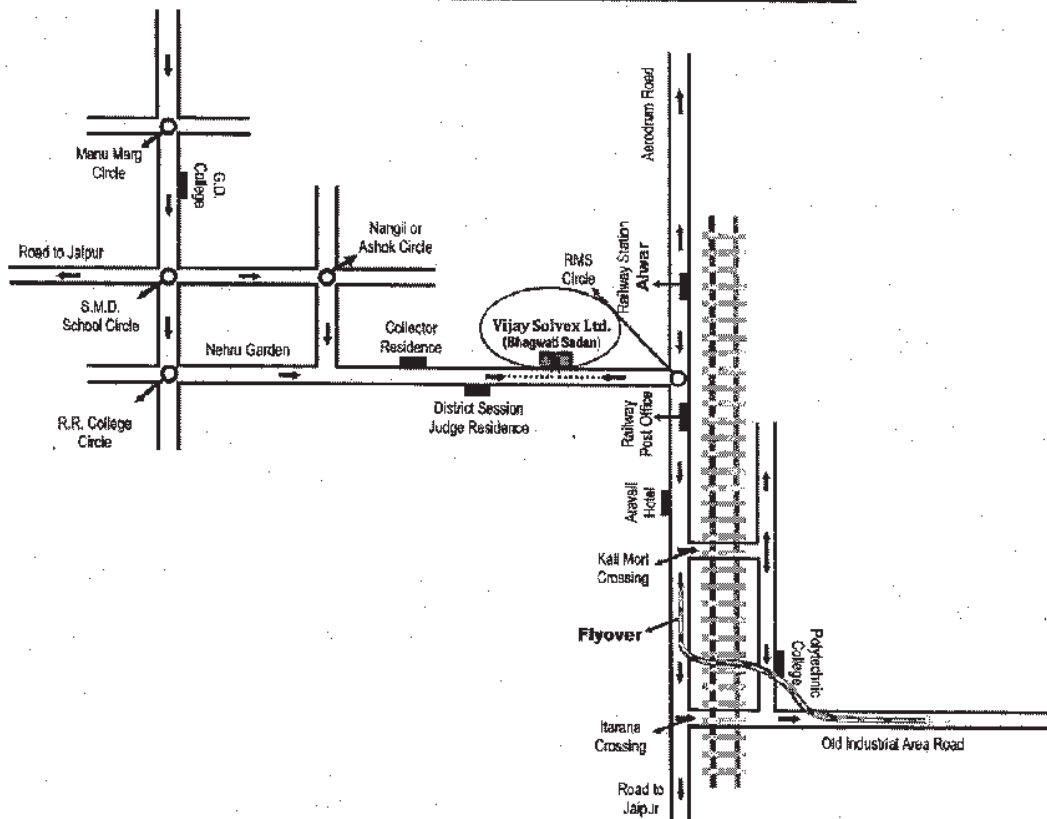 Manu Marg
Circle
G.D.
College
Road to Jaipur
Nangil or
Ashok Circle
S.M.D.
School Circle
Nehru Garden
Collector
Residence
R.R. College
Circle
District Session
Judge Residence
Vijay Solvex Ltd.
(Bhagwati Sadan)
RMS
Circle
Aerodrum Road
Railway Station
Alwar
Railway
Post Office
Aravali
Hotel
Kali Mori
Crossing
Flyover
Polytechnic
College
Itarana
Crossing
Old Industrial Area Road
Road to
Jaipur